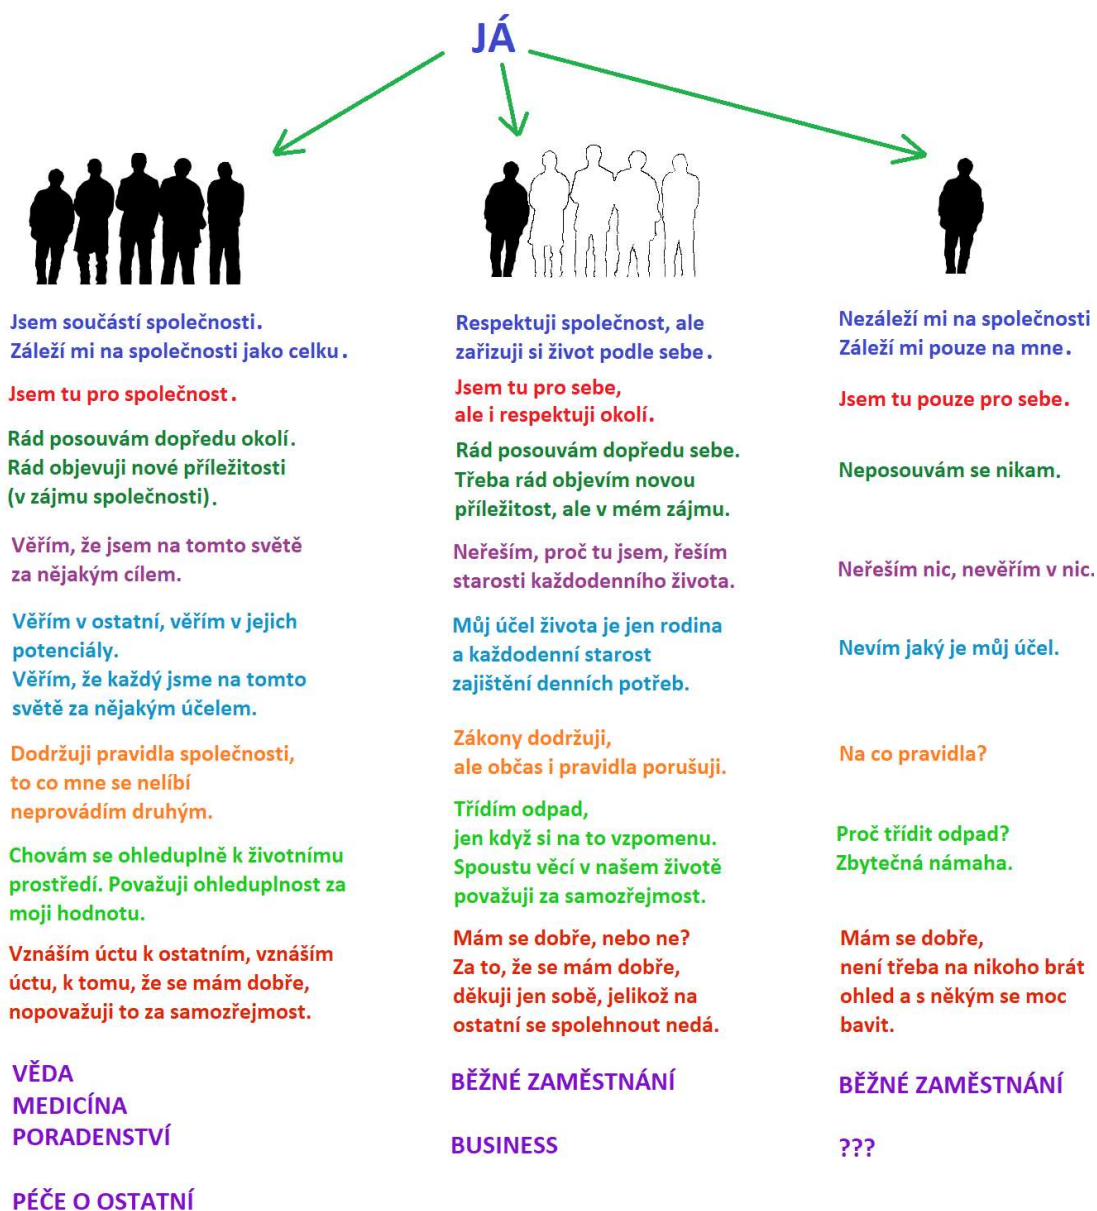 JÁ
Jsem součástí společnosti.
Záleží mi na společnosti jako celku.
Jsem tu pro společnost.
Rád posouvám dopředu okolí.
Rád objevuji nové příležitosti
(v zájmu společnosti).
Věřím, že jsem na tomto světě
za nějakým cílem.
Věřím v ostatní, věřím v jejich
potenciály.
Věřím, že každý jsme na tomto
světě za nějakým účelem.
Dodržuji pravidla společnosti,
to co mne se nelíbí
neprovádím druhým.
Chovám se ohleduplně k životnímu
prostředí. Považuji ohleduplnost za
moji hodnotu.
Vznáším úctu k ostatním, vznáším
úctu, k tomu, že se mám dobře,
nopovažuji to za samozřejmost.
VĚDA
MEDICÍNA
PORADENSTVÍ
PÉČE O OSTATNÍ
Respektuji společnost, ale
zařizuji si život podle sebe.
Jsem tu pro sebe,
ale i respektuji okolí.
Rád posouvám dopředu sebe.
Třeba rád objevím novou
příležitost, ale v mém zájmu.
Neřeším, proč tu jsem, řeším
starosti každodenního života.
Můj účel života je jen rodina
a každodenní starost
zajištění denních potřeb.
Zákony dodržuji,
ale občas i pravidla porušuji.
Třídím odpad,
jen když si na to vzpomenu.
Spoustu věcí v našem životě
považuji za samozřejmost.
Mám se dobře, nebo ne?
Za to, že se mám dobře,
děkuji jen sobě, jelikož na
ostatní se spolehnout nedá.
BĚŽNÉ ZAMĚSTNÁNÍ
BUSINESS
Nezáleží mi na společnosti
Záleží mi pouze na mne.
Jsem tu pouze pro sebe.
Neposouvám se nikam.
Neřeším nic, nevěřím v nic.
Nevím jaký je můj účel.
Na co pravidla?
Proč třídit odpad?
Zbytečná námaha.
Mám se dobře,
není třeba na nikoho brát
ohled a s někým se moc
bavit.
BĚŽNÉ ZAMĚSTNÁNÍ
???